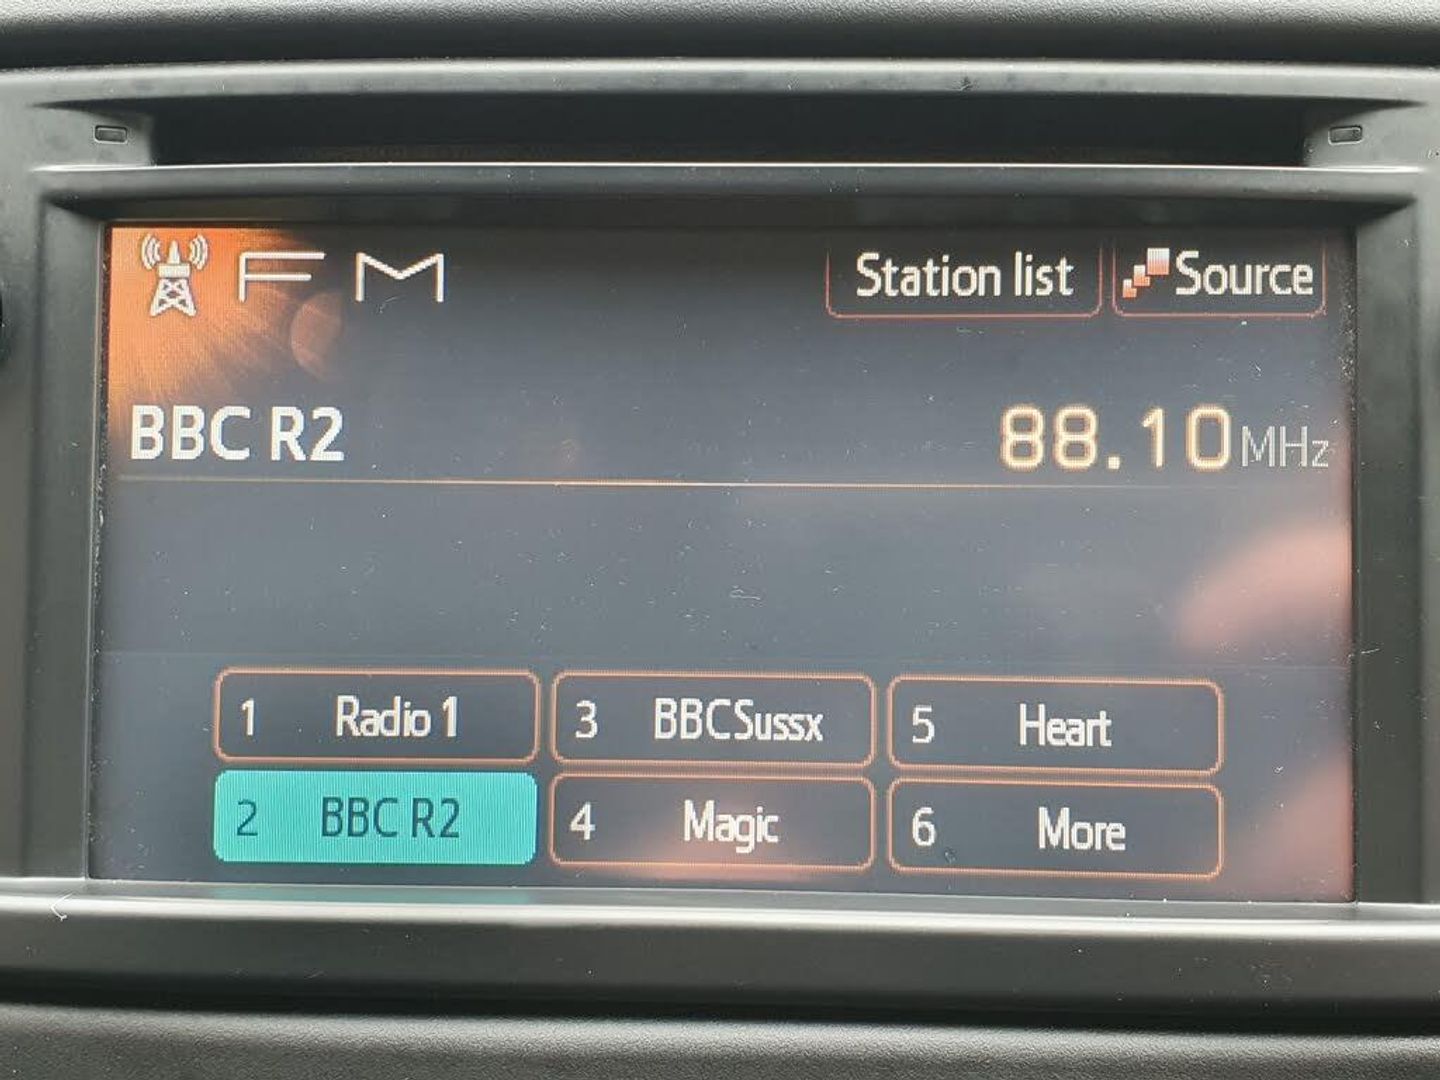 FM
Station list
Source
BBC R2
88.10MHz
1 Radio 1
3 BBCSussx
5 Heart
2 BBC R2
4 Magic
6 More